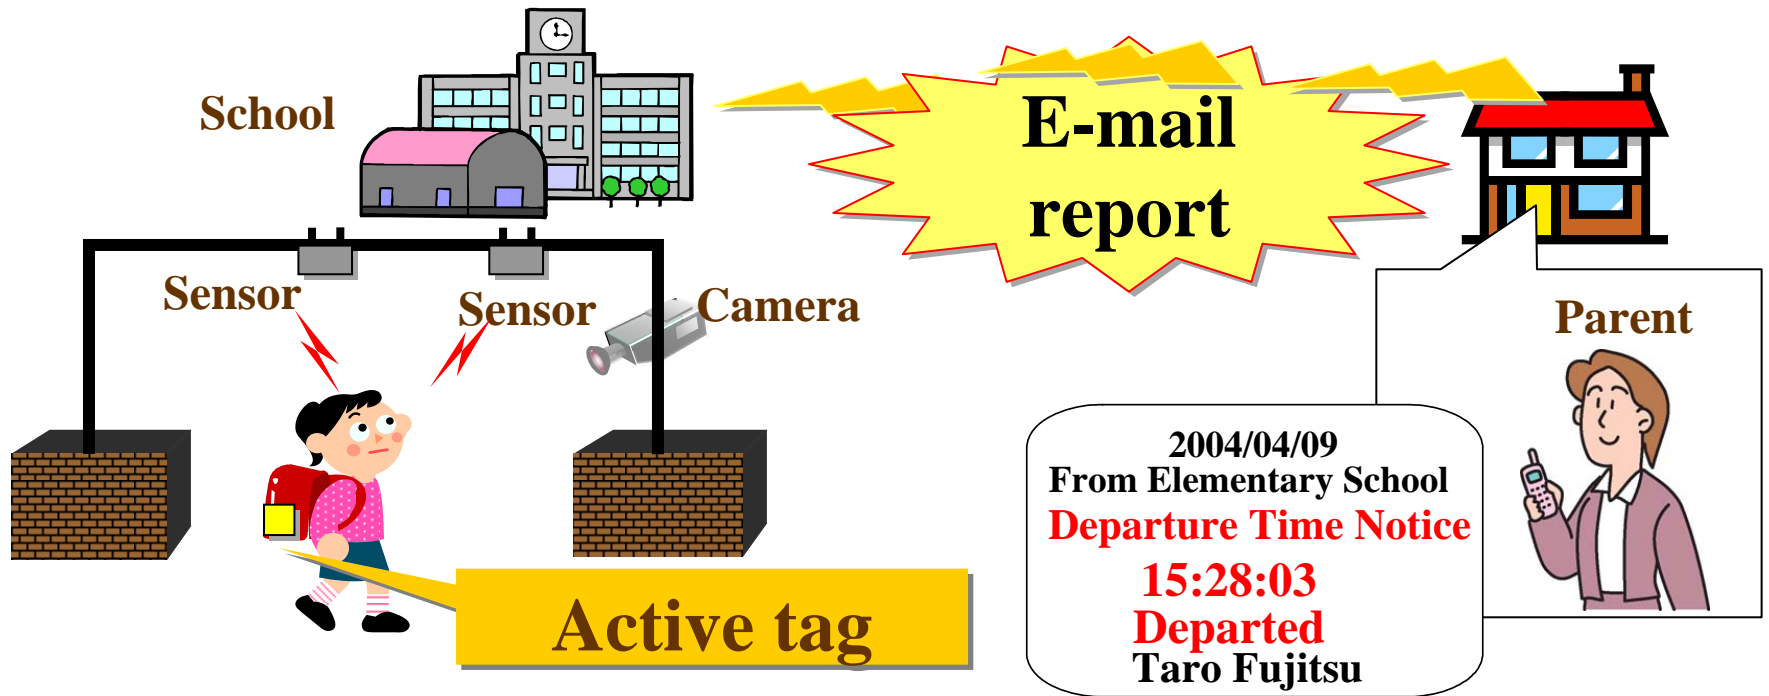 School
E-mail
report
Sensor
Sensor
Camera
Parent
Active tag
2004/04/09
From Elementary School
Departure Time Notice
15:28:03
Departed
Taro Fujitsu